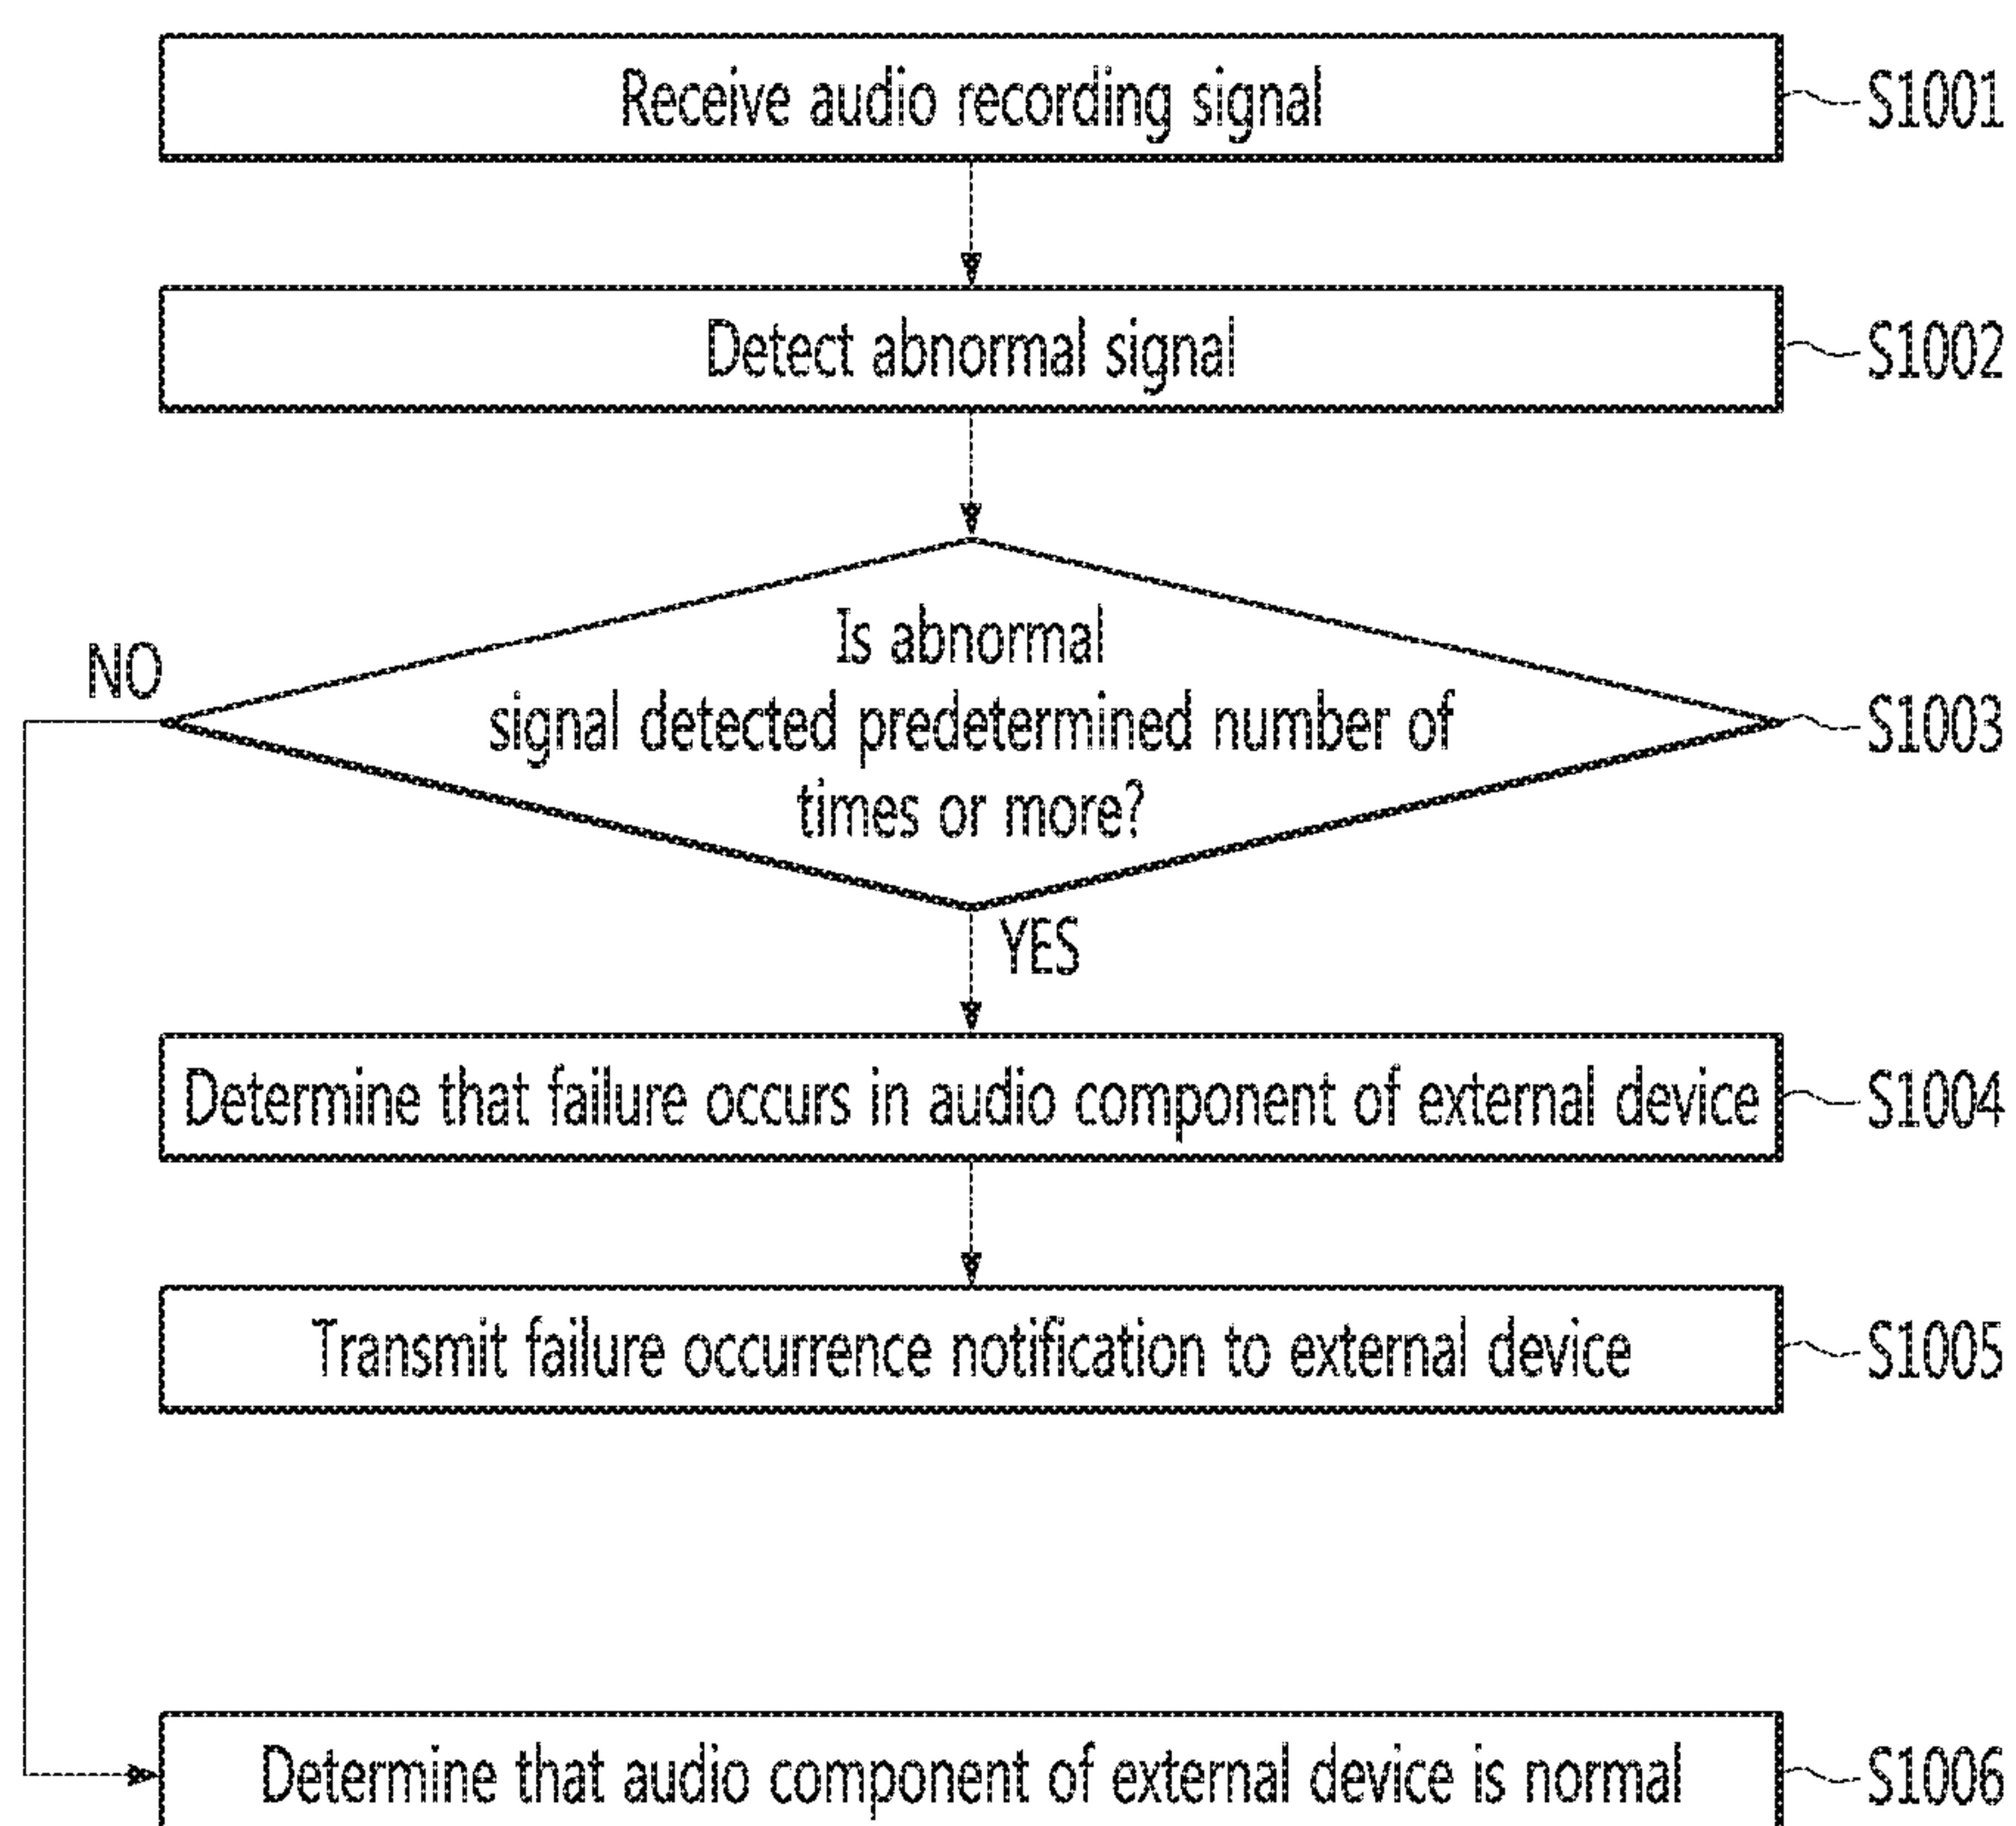 Receive audio recording signal S1001
Detect abnormal signal S1002
Is abnormal
NO
signal detected predetermined number of S1003
times or more?
YES
Determine that failure occurs in audio component of external device S1004
Transmit failure occurrence notification to external device S1005
Determine that audio component of external device is normal S1006